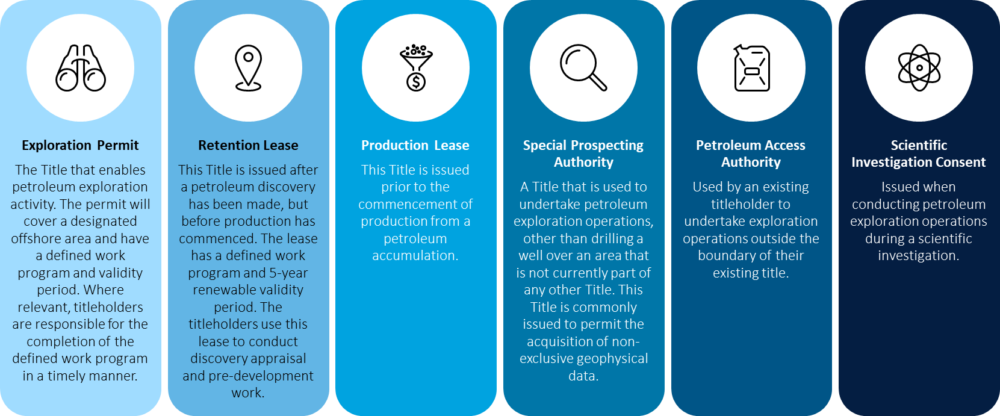 Exploration Permit
The Title that enables
petroleum exploration
activity. The permit will
cover a designated
offshore area and have
a defined work
program and validity
period. Where
relevant, titleholders
are responsible for the
completion of the
defined work program
in a timely manner.
Retention Lease
This Title is issued after
a petroleum discovery
has been made, but
before production has
commenced. The lease
has a defined work
program and 5-year
renewable validity
period. The
titleholders use this
lease to conduct
discovery appraisal
and pre-development
work.
$
Production Lease
This Title is issued
prior to the
commencement of
production from a
petroleum
accumulation.
Special Prospecting
Authority
A Title that is used to
undertake petroleum
exploration operations,
other than drilling a
well over an area that
is not currently part of
any other Title. This
Title is commonly
issued to permit the
acquisition of non-
exclusive geophysical
data.
Petroleum Access
Authority
Used by an existing
titleholder to
undertake exploration
operations outside the
boundary of their
existing title.
Scientific
Investigation Consent
Issued when
conducting petroleum
exploration operations
during a scientific
investigation.